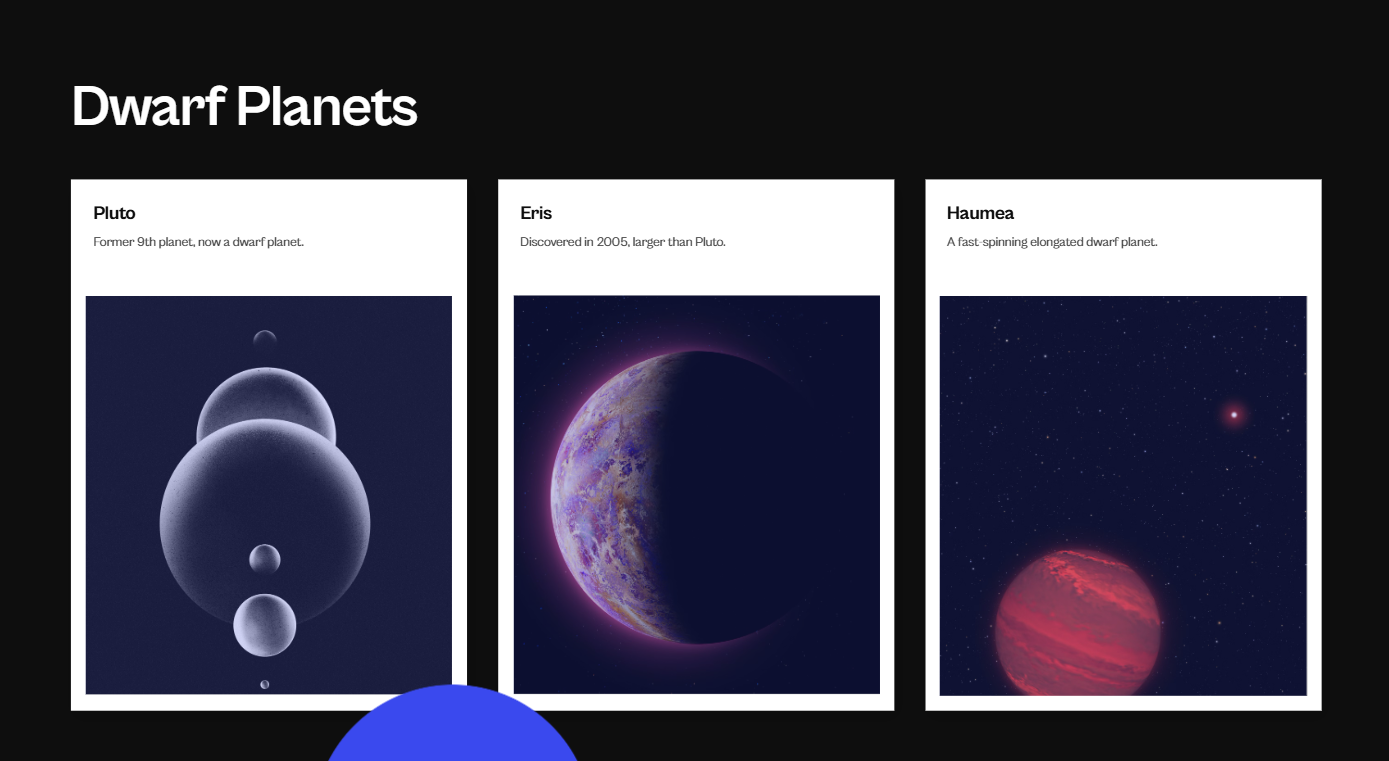 Dwarf Planets
Pluto
Former 9th planet, now a dwarf planet.
Eris
Discovered in 2005, larger than Pluto.
Haumea
A fast-spinning elongated dwarf planet.